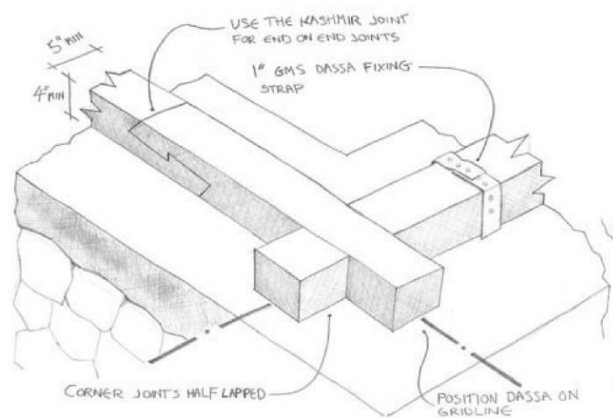 USE THE KASHMIR JOINT
FOR END ON END JOINTS
5" MIN
4" MIN
1" GMS DASSA FIXING
STRAP
CORNER JOINTS HALF LAPPED
POSITION DASSA ON
GRIDLINE